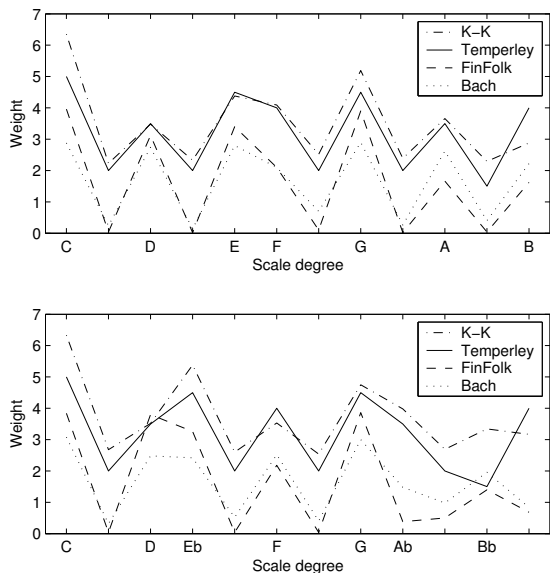 7
6
5
4
3
2
1
0
Weight
K−K
Temperley
FinFolk
Bach
C D E F G A B
Scale degree
7
6
5
4
3
2
1
0
Weight
K−K
Temperley
FinFolk
Bach
C D Eb F G Ab Bb
Scale degree